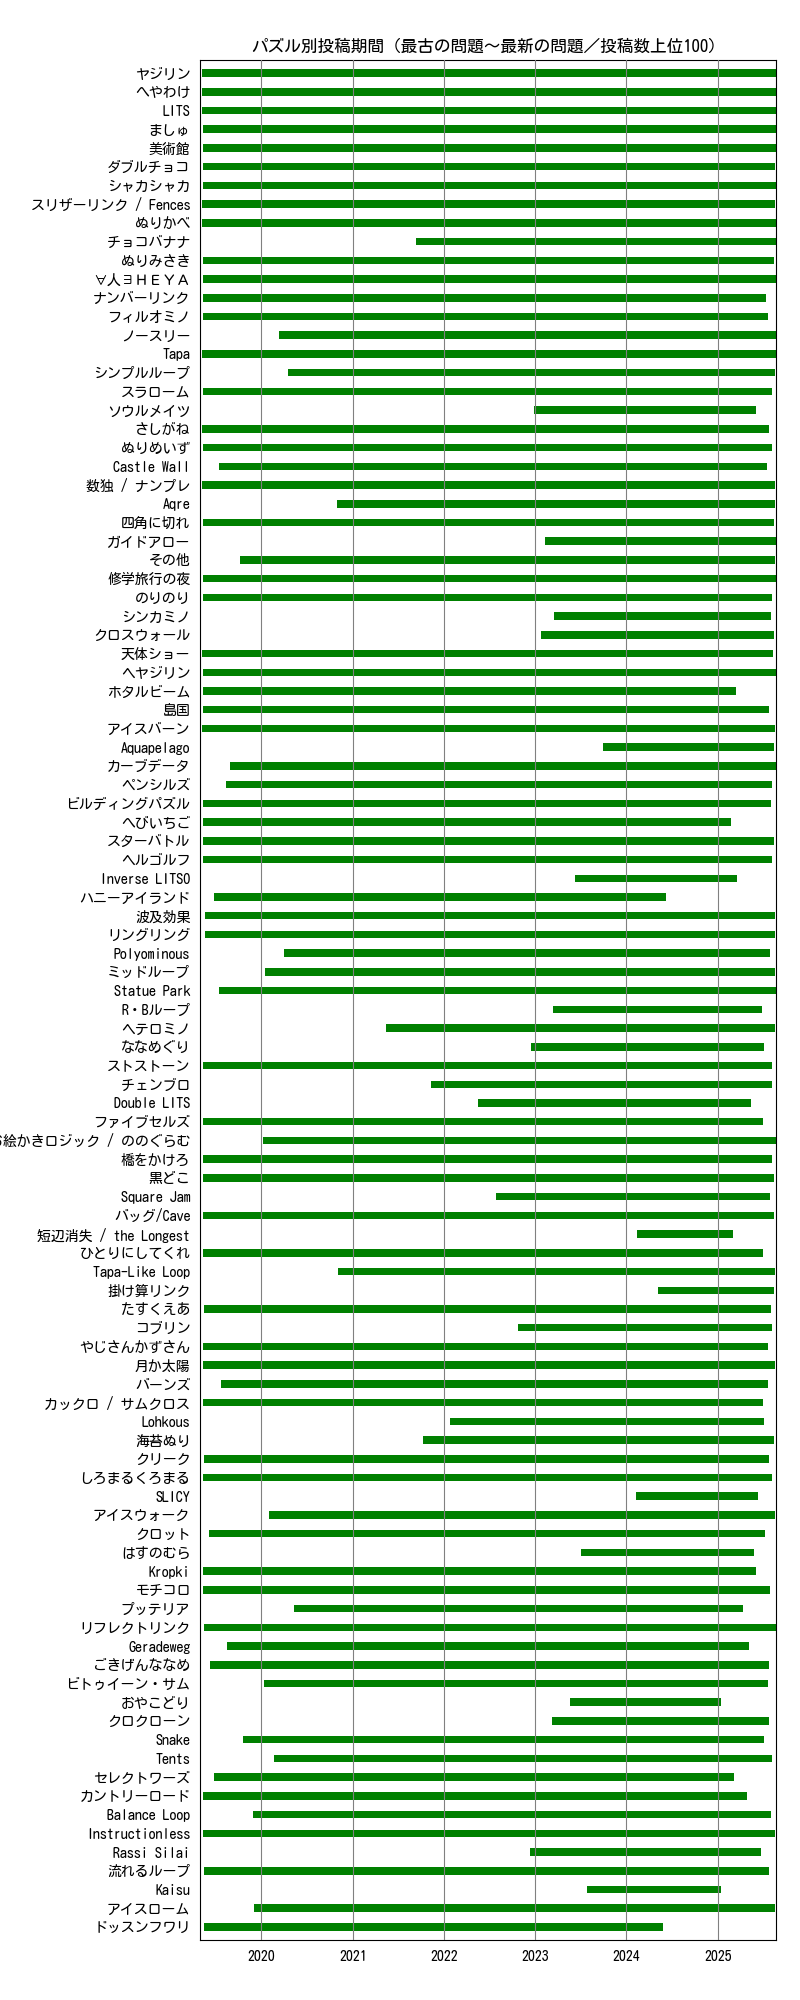 パズル別投稿期間（最古の問題～最新の問題／投稿数上位100）
ヤジリン
へやわけ
LITS
ましゅ
美術館
ダブルチョコ
シャカシャカ
スリザーリンク / Fences
ぬりかべ
チョコバナナ
ぬりみさき
∀人∃ＨＥＹＡ
ナンバーリンク
フィルオミノ
ノースリー
Tapa
シンプルループ
スラローム
ソウルメイツ
さしがね
ぬりめいず
Castle Wall
数独 / ナンプレ
Aqre
四角に切れ
ガイドアロー
その他
修学旅行の夜
のりのり
シンカミノ
クロスウォール
天体ショー
ヘヤジリン
ホタルビーム
島国
アイスバーン
Aquapelago
カーブデータ
ペンシルズ
ビルディングパズル
へびいちご
スターバトル
ヘルゴルフ
Inverse LITSO
ハニーアイランド
波及効果
リングリング
Polyominous
ミッドループ
Statue Park
R・Bループ
ヘテロミノ
ななめぐり
ストストーン
チェンブロ
Double LITS
ファイブセルズ
絵かきロジック / ののぐらむ
橋をかけろ
黒どこ
Square Jam
バッグ/Cave
短辺消失 / the Longest
ひとりにしてくれ
Tapa-Like Loop
掛け算リンク
たすくえあ
コブリン
やじさんかずさん
月か太陽
バーンズ
カックロ / サムクロス
Lohkous
海苔ぬり
クリーク
しろまるくろまる
SLICY
アイスウォーク
クロット
はすのむら
Kropki
モチコロ
プッテリア
リフレクトリンク
Geradeweg
ごきげんななめ
ビトゥイーン・サム
おやこどり
クロクローン
Snake
Tents
セレクトワーズ
カントリーロード
Balance Loop
Instructionless
Rassi Silai
流れるループ
Kaisu
アイスローム
ドッスンフワリ
2020 2021 2022 2023 2024 2025